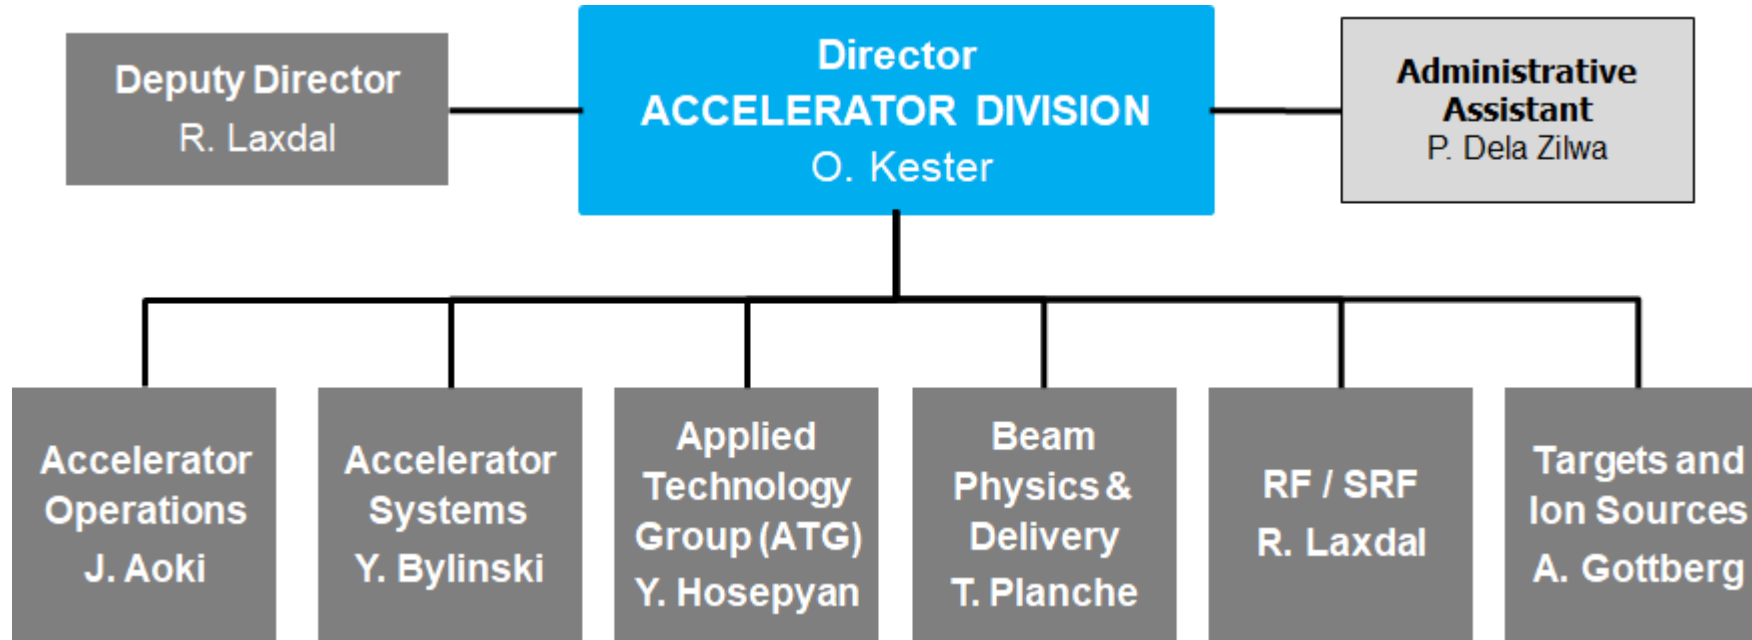 Deputy Director
R. Laxdal
Director
ACCELERATOR DIVISION
O. Kester
Administrative
Assistant
P. Dela Zilwa
Accelerator
Operations
J. Aoki
Accelerator
Systems
Y. Bylinski
Applied
Technology
Group (ATG)
Y. Hosepyan
Beam
Physics &
Delivery
T. Planche
RF / SRF
R. Laxdal
Targets and
Ion Sources
A. Gottberg